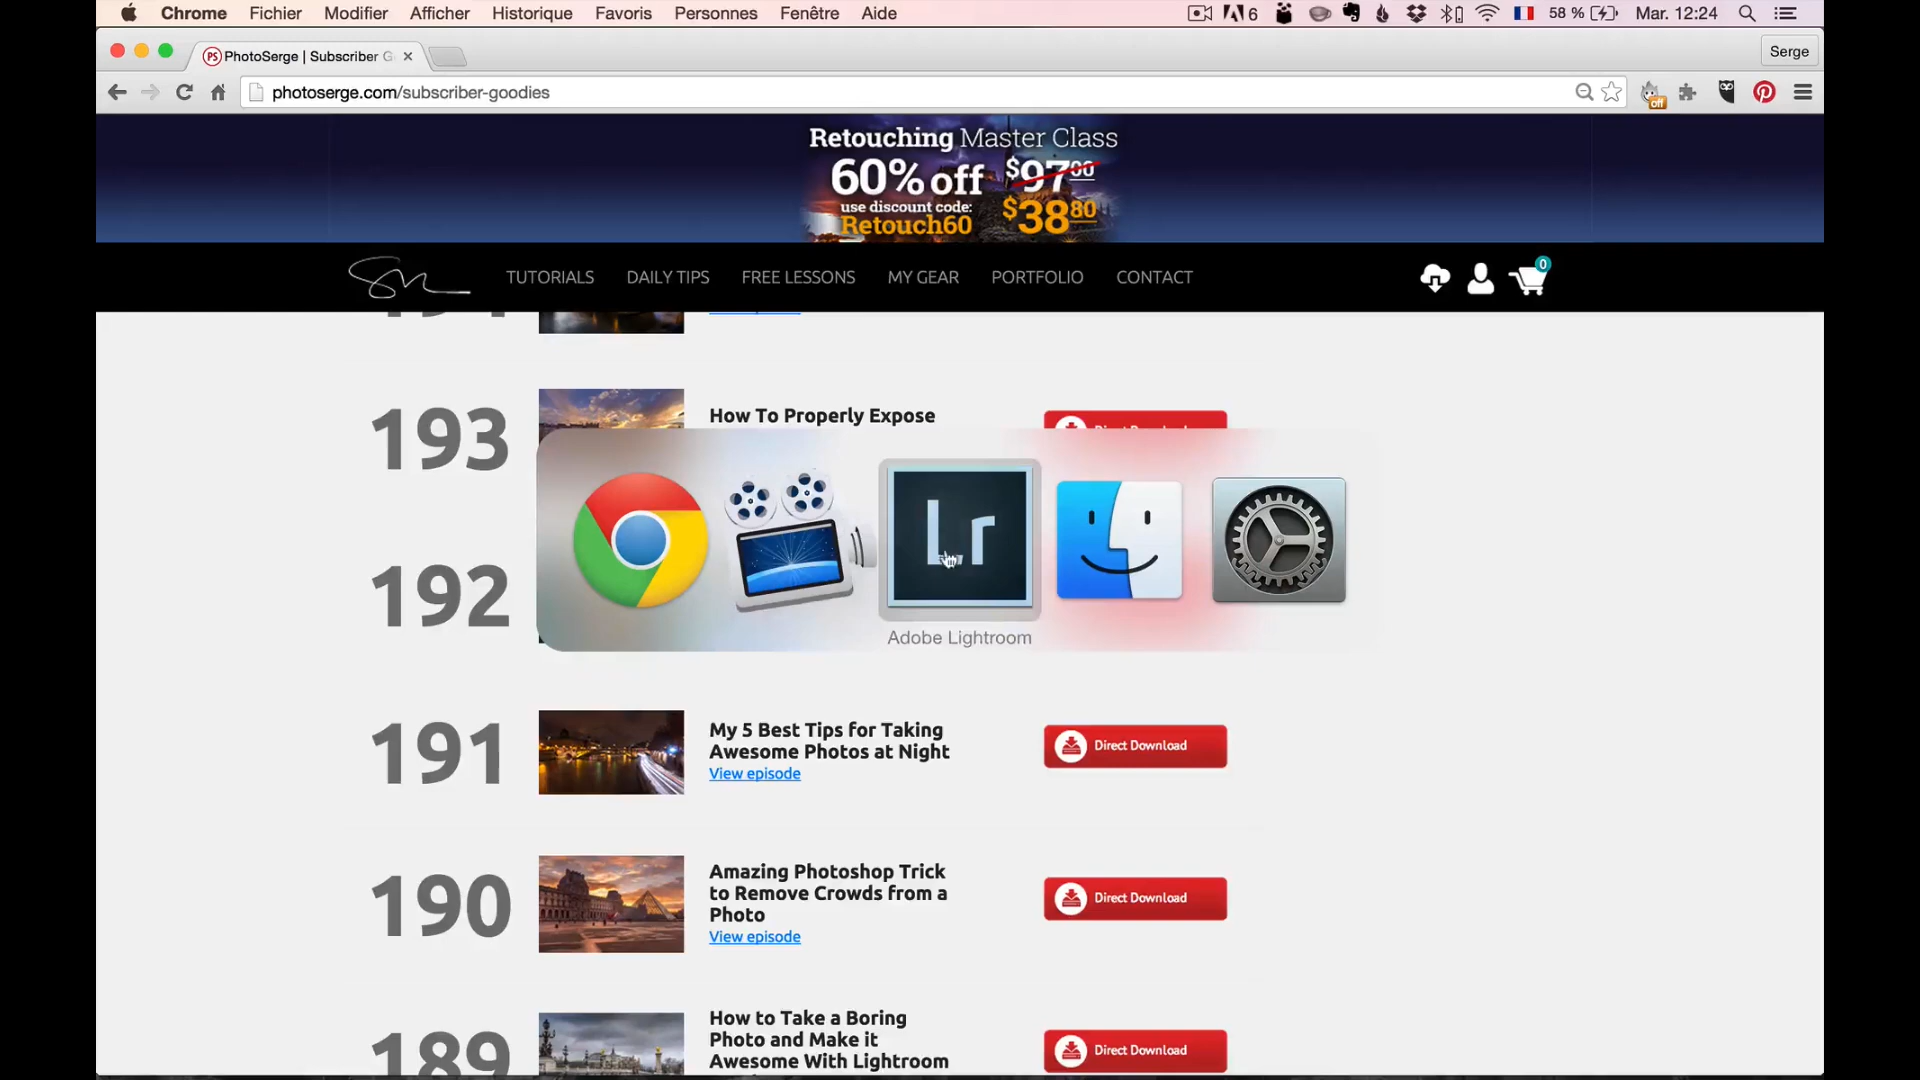 Chrome Fichier Modifier Afficher Historique Favoris Personnes Fenêtre Aide 6 58 % Mar. 12:24
PS PhotoSerge | Subscriber G
Serge
photoserge.com/subscriber-goodies
off
Retouching Master Class
60% off $97.00
use discount code:
Retouch60 $38.80
TUTORIALS DAILY TIPS FREE LESSONS MY GEAR PORTFOLIO CONTACT 0
193
How To Properly Expose
Lr
Adobe Lightroom
192
191
My 5 Best Tips for Taking
Awesome Photos at Night
View episode
Direct Download
190
Amazing Photoshop Trick
to Remove Crowds from a
Photo
View episode
Direct Download
189
How to Take a Boring
Photo and Make it
Awesome With Lightroom
Direct Download